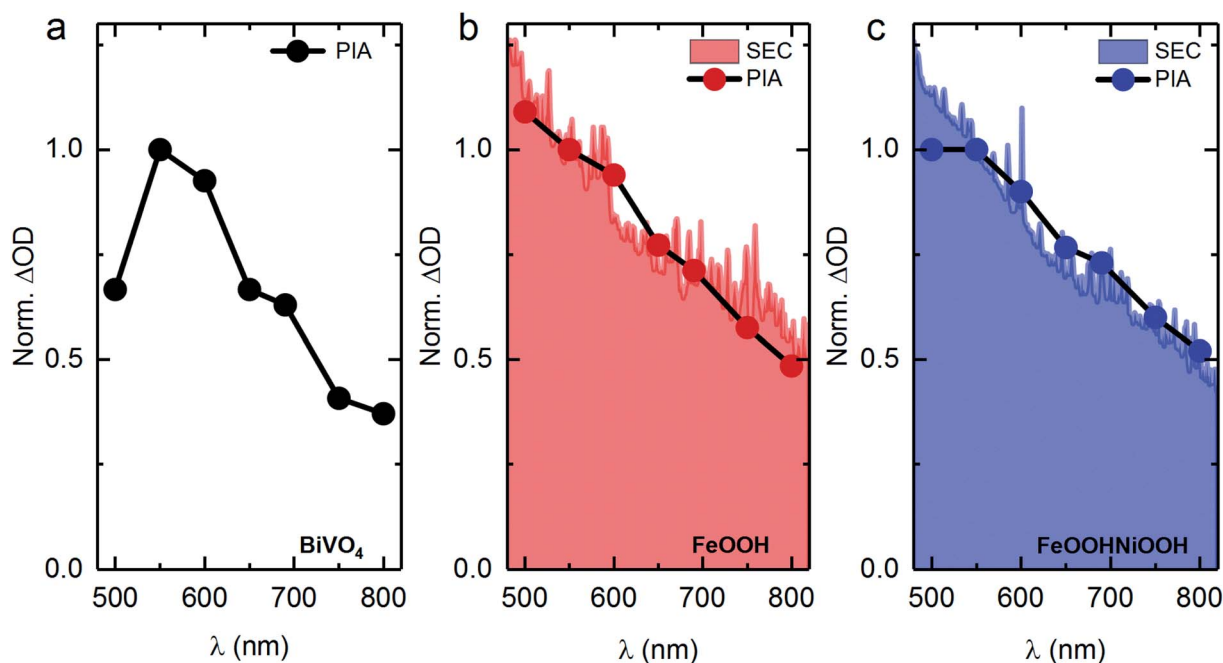 a
PIA
Norm. ΔOD
1.0
0.5
0.0
BiVO₄
500 600 700 800
λ (nm)
b
SEC
PIA
Norm. ΔOD
1.0
0.5
0.0
FeOOH
500 600 700 800
λ (nm)
c
SEC
PIA
Norm. ΔOD
1.0
0.5
0.0
FeOOHNiOOH
500 600 700 800
λ (nm)